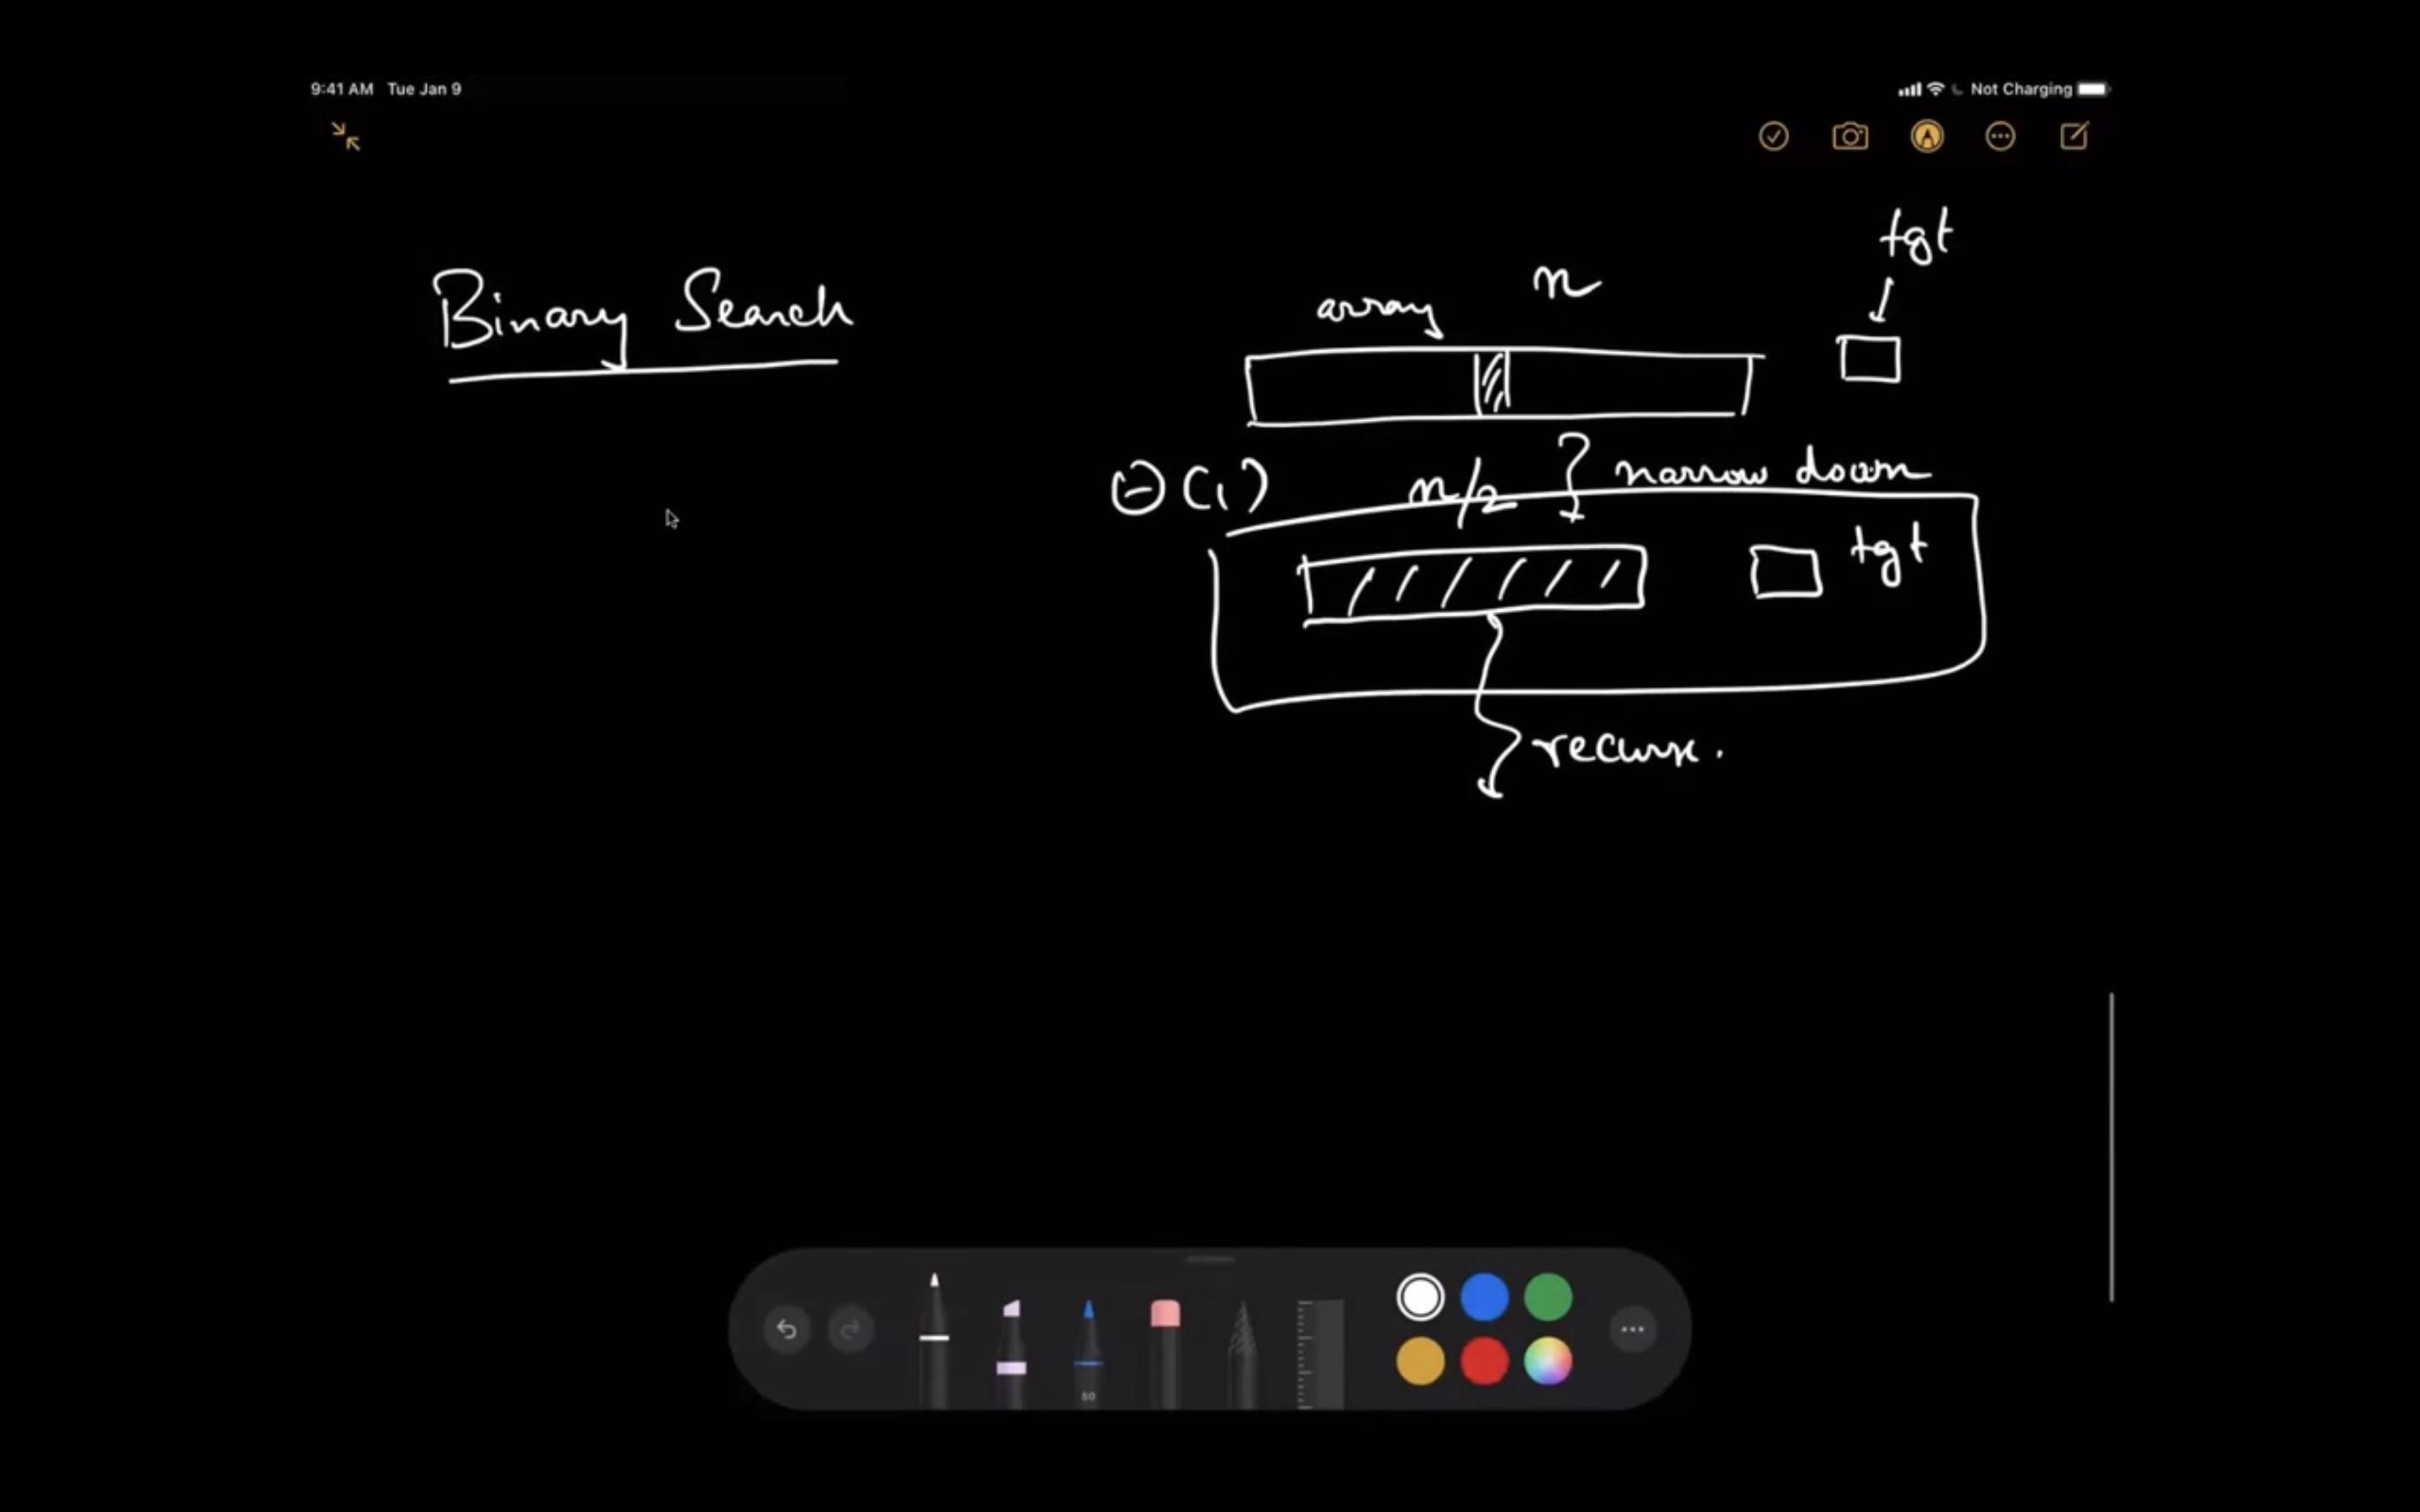 9:41 AM Tue Jan 9
Not Charging
tgt
Binary Search
array n
Θ(1) n/2 narrow down
tgt
recurse.
50